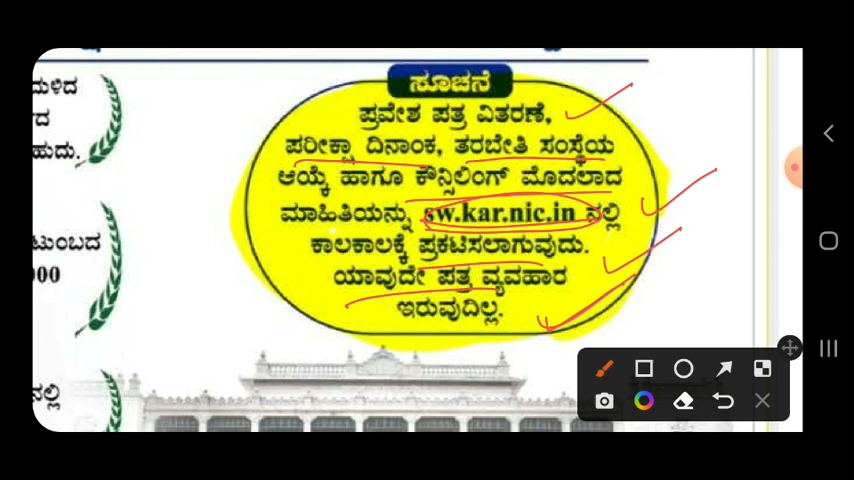 ಸೂಚನೆ
ಪ್ರವೇಶ ಪತ್ರ ವಿತರಣೆ,
ಪರೀಕ್ಷಾ ದಿನಾಂಕ, ತರಬೇತಿ ಸಂಸ್ಥೆಯ
ಆಯ್ಕೆ ಹಾಗೂ ಕೌನ್ಸಿಲಿಂಗ್ ಮೊದಲಾದ
ಮಾಹಿತಿಯನ್ನು sw.kar.nic.in ನಲ್ಲಿ
ಕಾಲಕಾಲಕ್ಕೆ ಪ್ರಕಟಿಸಲಾಗುವುದು.
ಯಾವುದೇ ಪತ್ರ ವ್ಯವಹಾರ
ಇರುವುದಿಲ್ಲ.